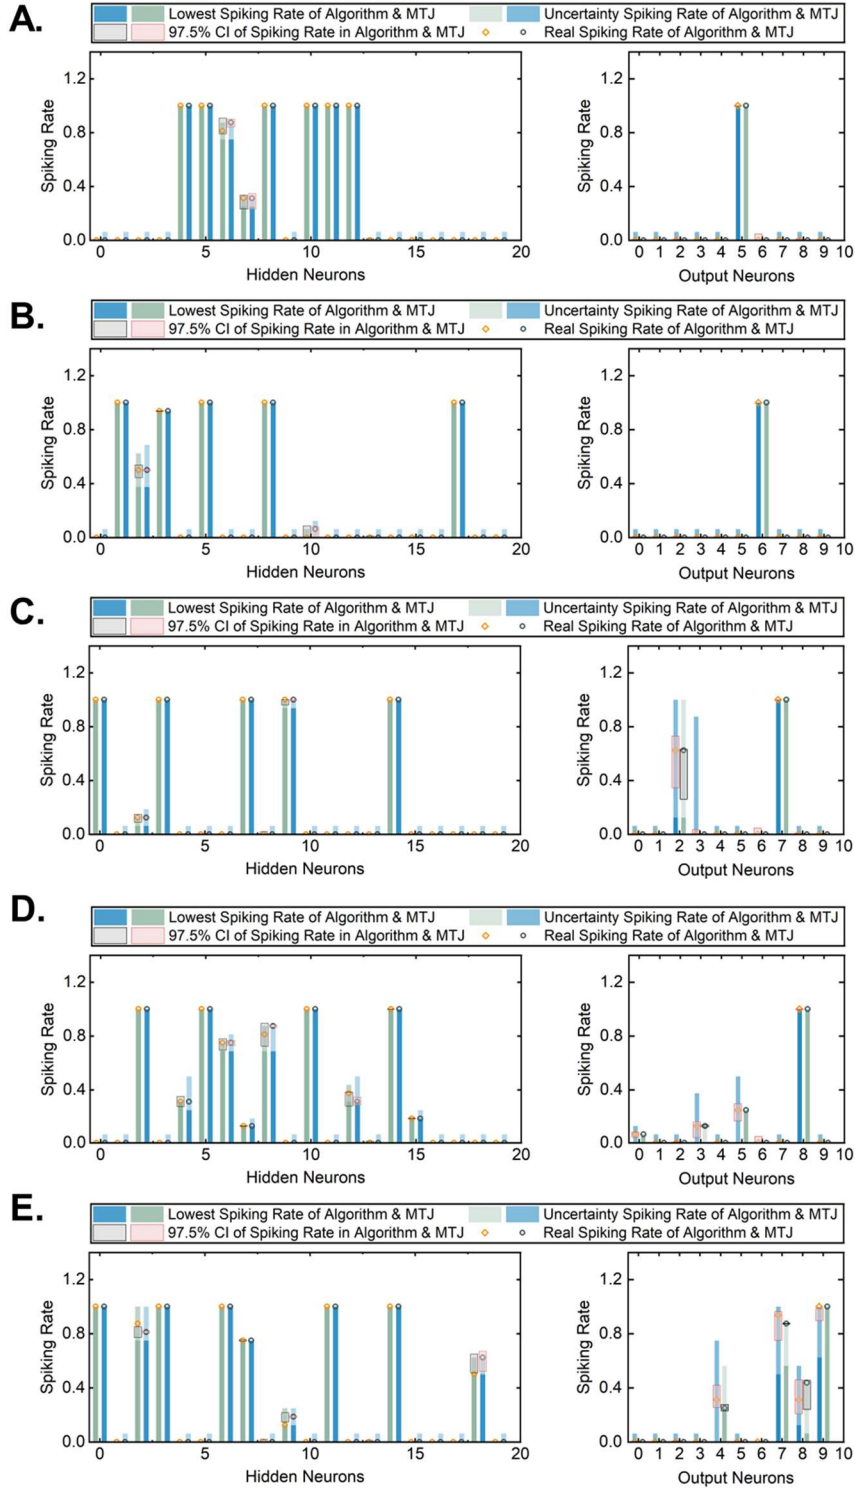 A.
Lowest Spiking Rate of Algorithm & MTJ
Uncertainty Spiking Rate of Algorithm & MTJ
97.5% CI of Spiking Rate in Algorithm & MTJ
Real Spiking Rate of Algorithm & MTJ
Spiking Rate
1.2
0.8
0.4
0.0
0 5 10 15 20
Hidden Neurons
Spiking Rate
1.2
0.8
0.4
0.0
0 1 2 3 4 5 6 7 8 9 10
Output Neurons
B.
Lowest Spiking Rate of Algorithm & MTJ
Uncertainty Spiking Rate of Algorithm & MTJ
97.5% CI of Spiking Rate in Algorithm & MTJ
Real Spiking Rate of Algorithm & MTJ
Spiking Rate
1.2
0.8
0.4
0.0
0 5 10 15 20
Hidden Neurons
Spiking Rate
1.2
0.8
0.4
0.0
0 1 2 3 4 5 6 7 8 9 10
Output Neurons
C.
Lowest Spiking Rate of Algorithm & MTJ
Uncertainty Spiking Rate of Algorithm & MTJ
97.5% CI of Spiking Rate in Algorithm & MTJ
Real Spiking Rate of Algorithm & MTJ
Spiking Rate
1.2
0.8
0.4
0.0
0 5 10 15 20
Hidden Neurons
Spiking Rate
1.2
0.8
0.4
0.0
0 1 2 3 4 5 6 7 8 9 10
Output Neurons
D.
Lowest Spiking Rate of Algorithm & MTJ
Uncertainty Spiking Rate of Algorithm & MTJ
97.5% CI of Spiking Rate in Algorithm & MTJ
Real Spiking Rate of Algorithm & MTJ
Spiking Rate
1.2
0.8
0.4
0.0
0 5 10 15 20
Hidden Neurons
Spiking Rate
1.2
0.8
0.4
0.0
0 1 2 3 4 5 6 7 8 9 10
Output Neurons
E.
Lowest Spiking Rate of Algorithm & MTJ
Uncertainty Spiking Rate of Algorithm & MTJ
97.5% CI of Spiking Rate in Algorithm & MTJ
Real Spiking Rate of Algorithm & MTJ
Spiking Rate
1.2
0.8
0.4
0.0
0 5 10 15 20
Hidden Neurons
Spiking Rate
1.2
0.8
0.4
0.0
0 1 2 3 4 5 6 7 8 9 10
Output Neurons